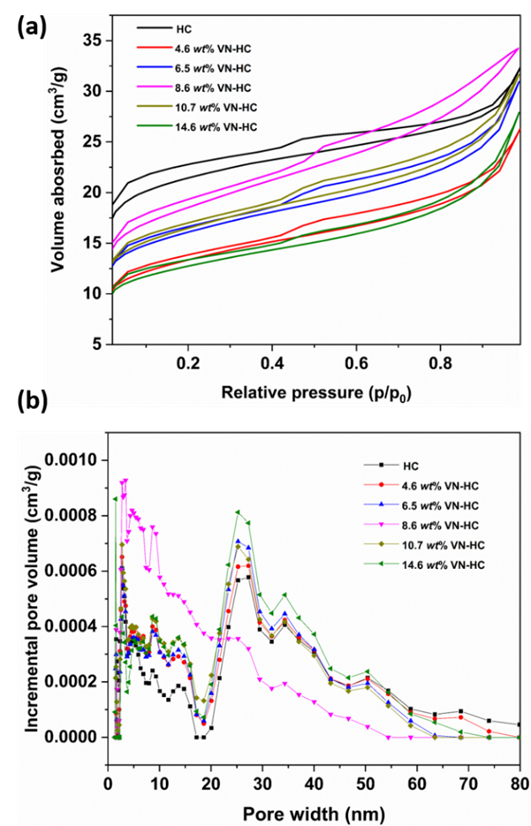 (a)
HC
4.6 wt% VN-HC
6.5 wt% VN-HC
8.6 wt% VN-HC
10.7 wt% VN-HC
14.6 wt% VN-HC
35
30
25
20
15
10
5
0.2
0.4
0.6
0.8
Volume abosrbed (cm³/g)
Relative pressure (p/p₀)
(b)
HC
4.6 wt% VN-HC
6.5 wt% VN-HC
8.6 wt% VN-HC
10.7 wt% VN-HC
14.6 wt% VN-HC
0.0010
0.0008
0.0006
0.0004
0.0002
0.0000
0
10
20
30
40
50
60
70
80
Incremental pore volume (cm³/g)
Pore width (nm)